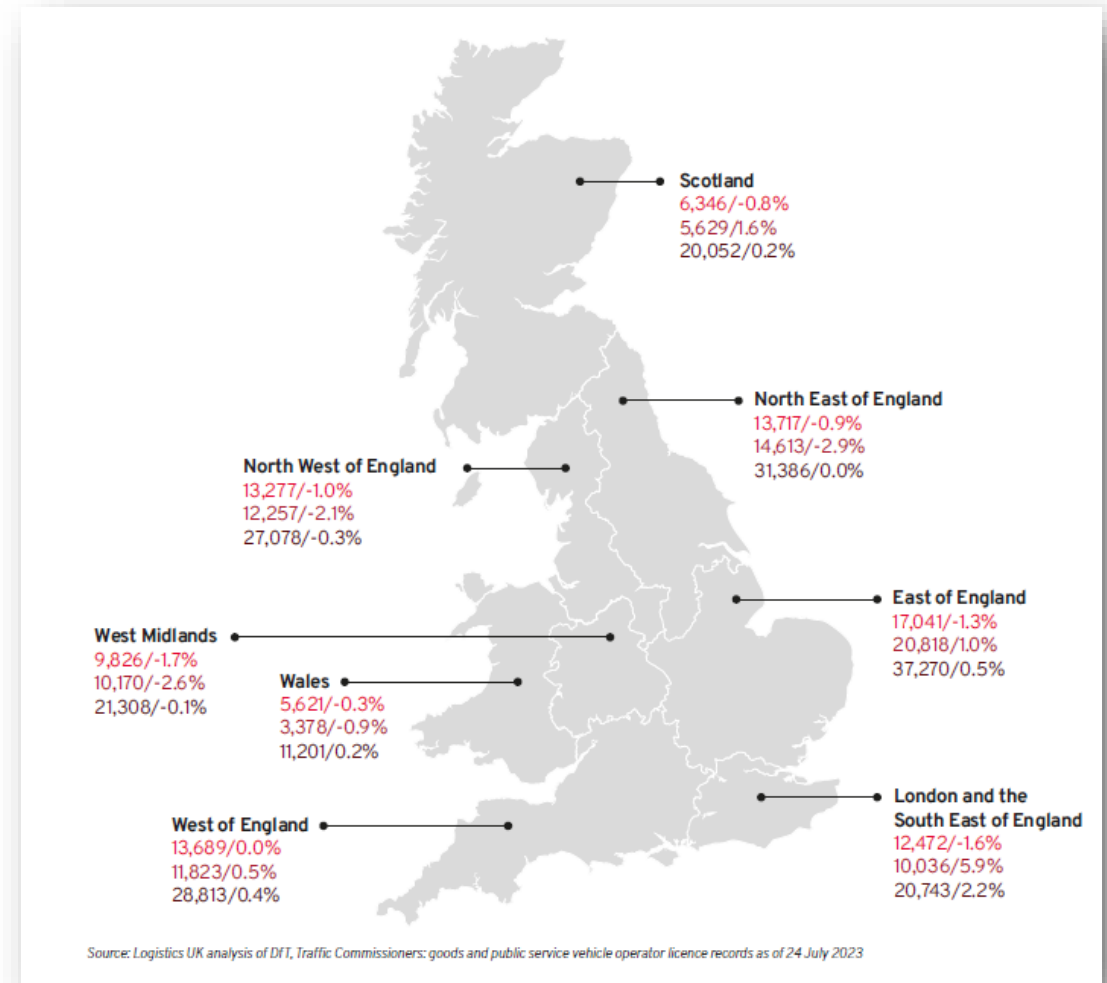 Scotland
6,346/-0.8%
5,629/1.6%
20,052/0.2%
North East of England
13,717/-0.9%
14,613/-2.9%
31,386/0.0%
North West of England
13,277/-1.0%
12,257/-2.1%
27,078/-0.3%
East of England
17,041/-1.3%
20,818/1.0%
37,270/0.5%
West Midlands
9,826/-1.7%
10,170/-2.6%
21,308/-0.1%
Wales
5,621/-0.3%
3,378/-0.9%
11,201/0.2%
London and the
South East of England
12,472/-1.6%
10,036/5.9%
20,743/2.2%
West of England
13,689/0.0%
11,823/0.5%
28,813/0.4%
Source: Logistics UK analysis of DfT, Traffic Commissioners: goods and public service vehicle operator licence records as of 24 July 2023